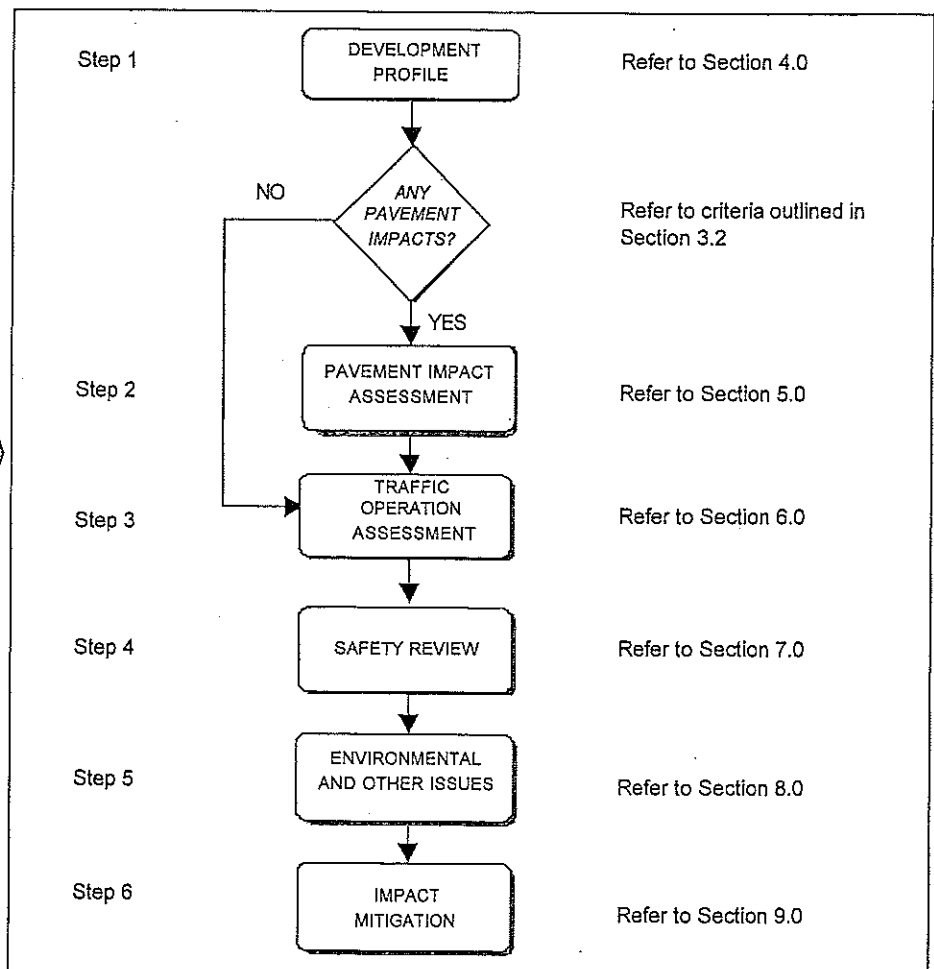 Step 1
DEVELOPMENT
PROFILE
Refer to Section 4.0
NO
ANY
PAVEMENT
IMPACTS?
Refer to criteria outlined in
Section 3.2
YES
Step 2
PAVEMENT IMPACT
ASSESSMENT
Refer to Section 5.0
Step 3
TRAFFIC
OPERATION
ASSESSMENT
Refer to Section 6.0
Step 4
SAFETY REVIEW
Refer to Section 7.0
Step 5
ENVIRONMENTAL
AND OTHER ISSUES
Refer to Section 8.0
Step 6
IMPACT
MITIGATION
Refer to Section 9.0